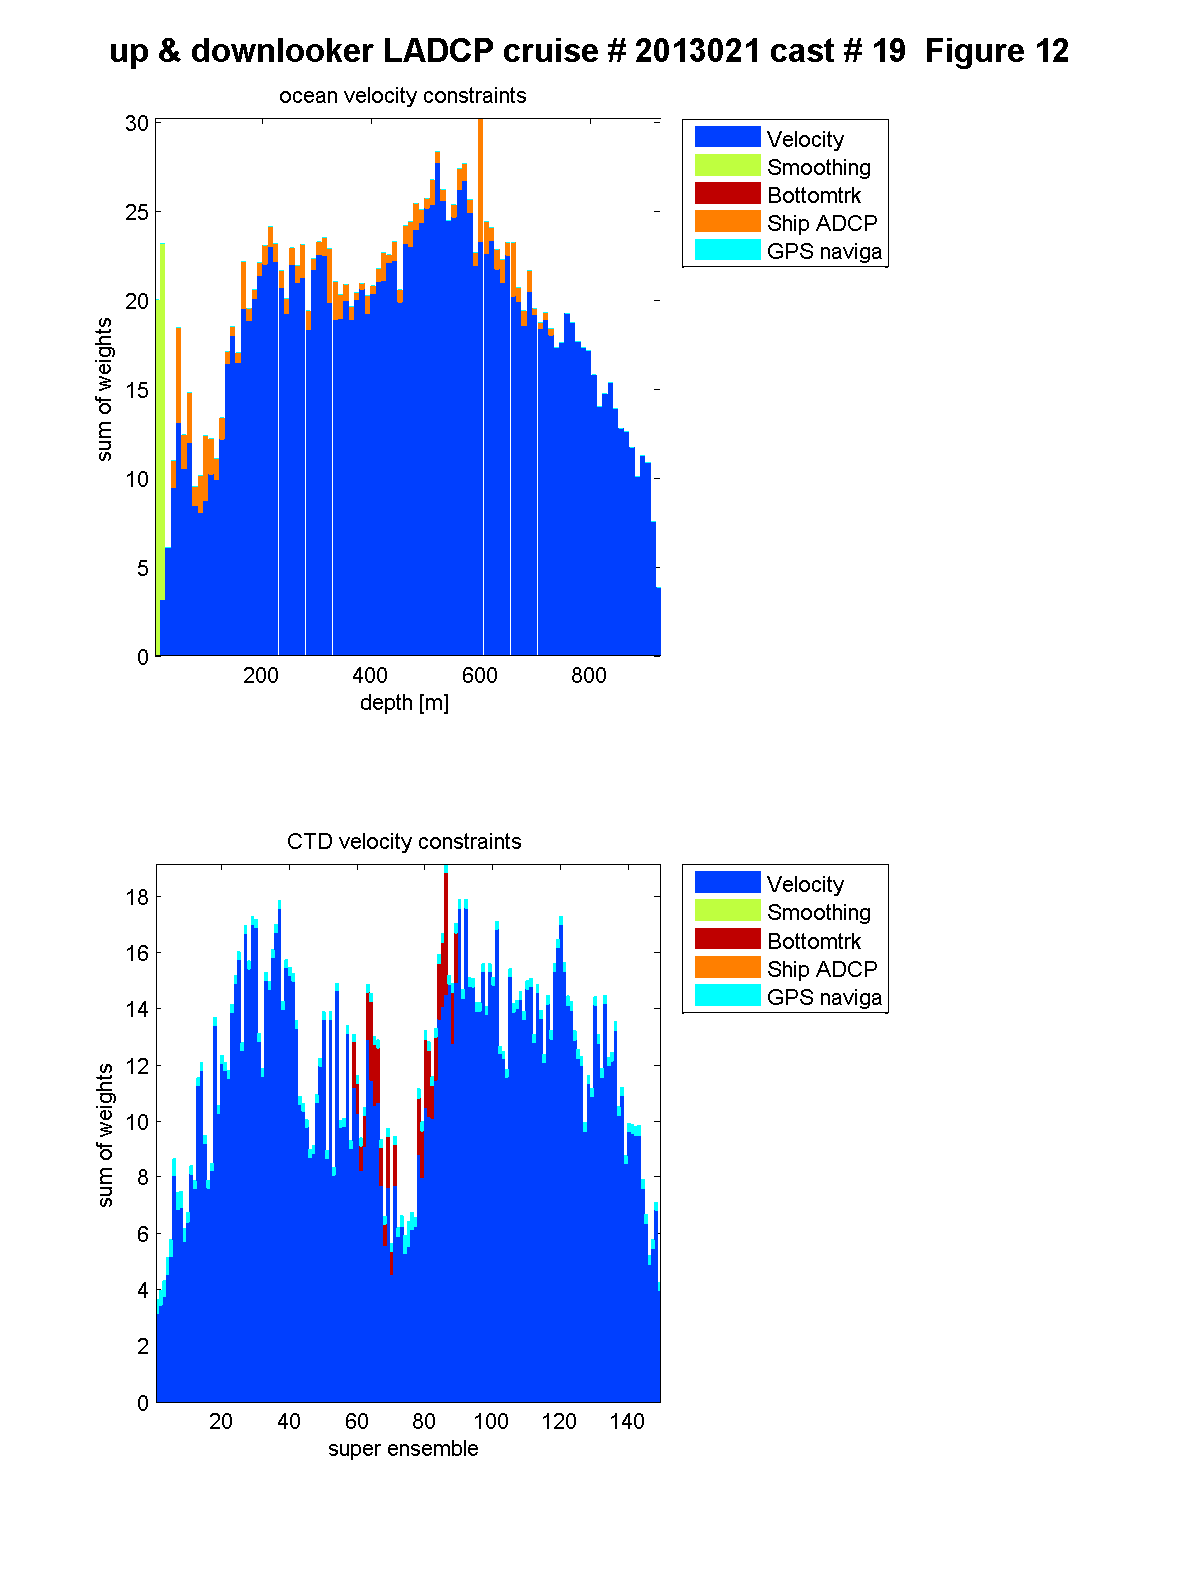 up & downlooker LADCP cruise # 2013021 cast # 19 Figure 12
ocean velocity constraints
30
25
20
15
10
5
0
sum of weights
200 400 600 800
depth [m]
Velocity
Smoothing
Bottomtrk
Ship ADCP
GPS naviga
CTD velocity constraints
18
16
14
12
10
8
6
4
2
0
sum of weights
20 40 60 80 100 120 140
super ensemble
Velocity
Smoothing
Bottomtrk
Ship ADCP
GPS naviga